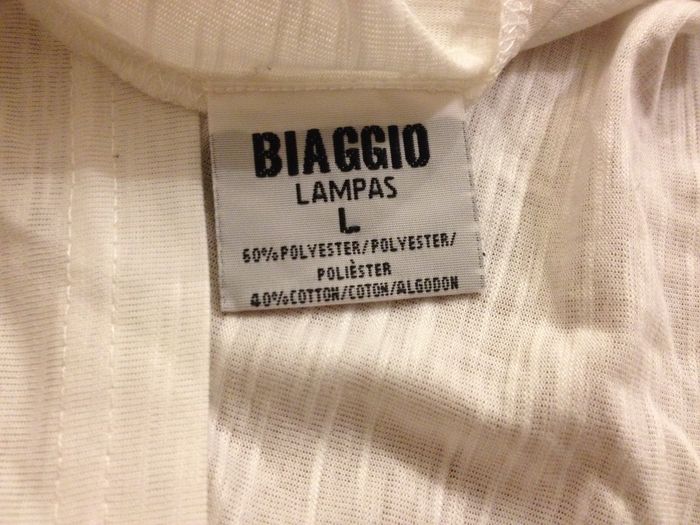 BIAGGIO
LAMPAS
L
60%POLYESTER/POLYESTER/
POLIÈSTER
40%COTTON/COTON/ALGODON